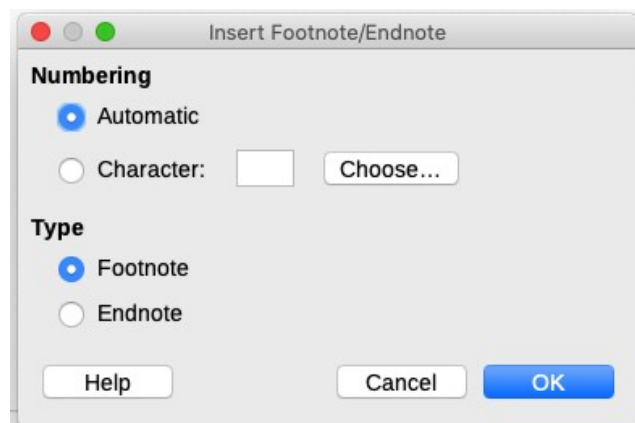 Insert Footnote/Endnote
Numbering
Automatic
Character: Choose...
Type
Footnote
Endnote
Help Cancel OK